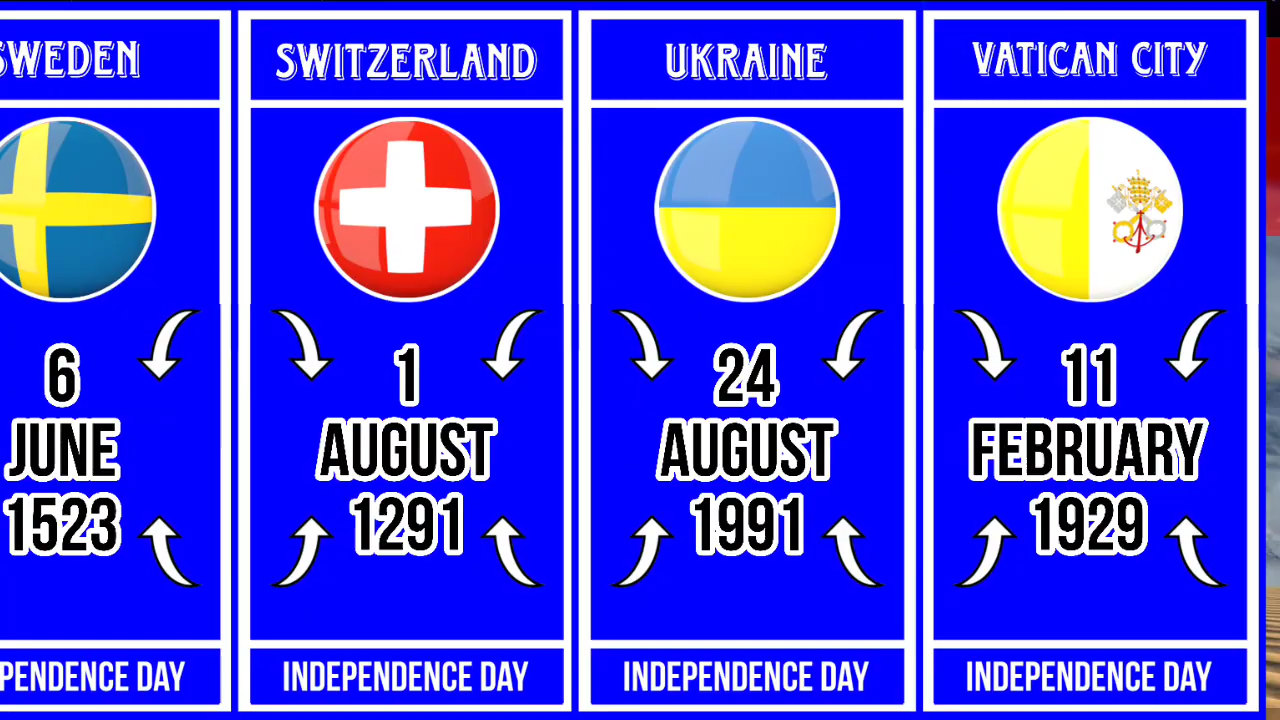 SWEDEN
6
JUNE
1523
PENDENCE DAY
SWITZERLAND
1
AUGUST
1291
INDEPENDENCE DAY
UKRAINE
24
AUGUST
1991
INDEPENDENCE DAY
VATICAN CITY
11
FEBRUARY
1929
INDEPENDENCE DAY